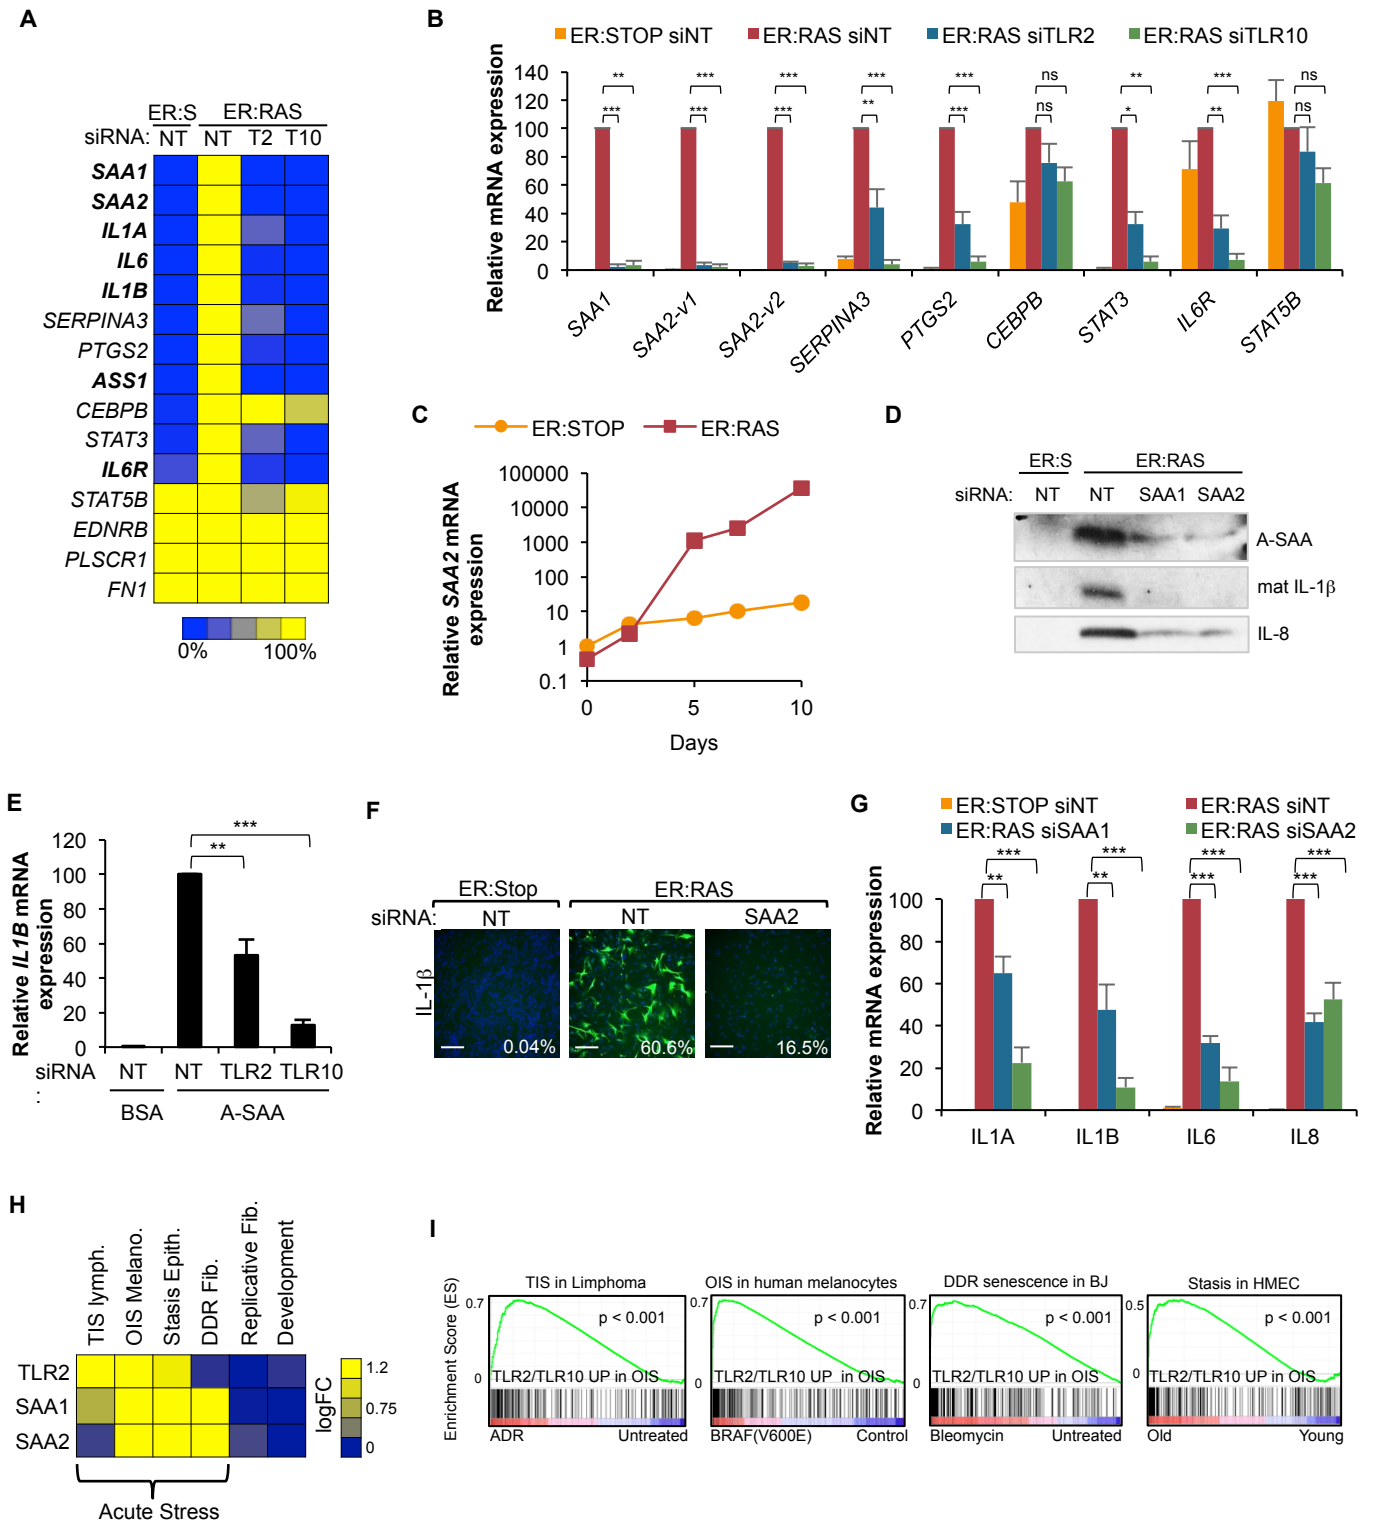 A
ER:S ER:RAS
siRNA: NT NT T2 T10
SAA1
SAA2
IL1A
IL6
IL1B
SERPINA3
PTGS2
ASS1
CEBPB
STAT3
IL6R
STAT5B
EDNRB
PLSCR1
FN1
0% 100%
B
ER:STOP siNT ER:RAS siNT ER:RAS siTLR2 ER:RAS siTLR10
Relative mRNA expression
140
120
100
80
60
40
20
0
** *** *** *** *** ns ** *** ns
*** *** *** ** *** ns * ** ns
SAA1 SAA2-v1 SAA2-v2 SERPINA3 PTGS2 CEBPB STAT3 IL6R STAT5B
C
ER:STOP ER:RAS
Relative SAA2 mRNA
expression
100000
10000
1000
100
10
1
0.1
0 5 10
Days
D
ER:S ER:RAS
siRNA: NT NT SAA1 SAA2
A-SAA
mat IL-1β
IL-8
E
Relative IL1B mRNA
expression
120
100
80
60
40
20
0
***
**
siRNA NT NT TLR2 TLR10
:
BSA A-SAA
F
ER:Stop ER:RAS
siRNA: NT NT SAA2
IL-1β
0.04% 60.6% 16.5%
G
ER:STOP siNT ER:RAS siNT
ER:RAS siSAA1 ER:RAS siSAA2
Relative mRNA expression
100
80
60
40
20
0
*** *** *** ***
** ** *** ***
IL1A IL1B IL6 IL8
H
TIS lymph.
OIS Melano.
Stasis Epith.
DDR Fib.
Replicative Fib.
Development
TLR2
SAA1
SAA2
1.2
0.75
0
logFC
Acute Stress
I
Enrichment Score (ES)
TIS in Limphoma
0.7
p < 0.001
0
TLR2/TLR10 UP in OIS
ADR Untreated
OIS in human melanocytes
0.7
p < 0.001
0
TLR2/TLR10 UP in OIS
BRAF(V600E) Control
DDR senescence in BJ
0.7
p < 0.001
0
TLR2/TLR10 UP in OIS
Bleomycin Untreated
Stasis in HMEC
0.5
p < 0.001
0
TLR2/TLR10 UP in OIS
Old Young